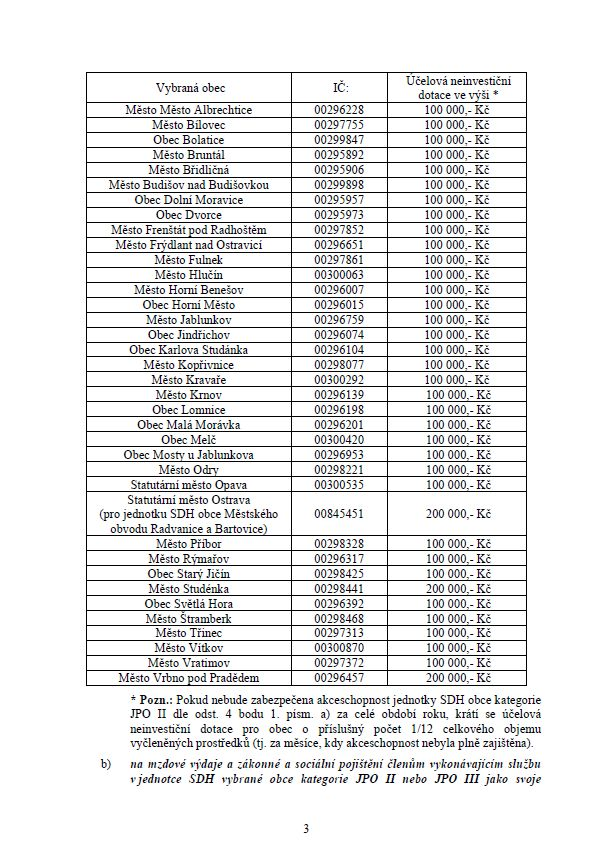 Vybraná obec IČ: Účelová neinvestiční
dotace ve výši *
Město Město Albrechtice 00296228 100 000,- Kč
Město Bílovec 00297755 100 000,- Kč
Obec Bolatice 00299847 100 000,- Kč
Město Bruntál 00295892 100 000,- Kč
Město Břidličná 00295906 100 000,- Kč
Město Budišov nad Budišovkou 00299898 100 000,- Kč
Obec Dolní Moravice 00295957 100 000,- Kč
Obec Dvorce 00295973 100 000,- Kč
Město Frenštát pod Radhoštěm 00297852 100 000,- Kč
Město Frýdlant nad Ostravicí 00296651 100 000,- Kč
Město Fulnek 00297861 100 000,- Kč
Město Hlučín 00300063 100 000,- Kč
Město Horní Benešov 00296007 100 000,- Kč
Obec Horní Město 00296015 100 000,- Kč
Město Jablunkov 00296759 100 000,- Kč
Obec Jindřichov 00296074 100 000,- Kč
Obec Karlova Studánka 00296104 100 000,- Kč
Město Kopřivnice 00298077 100 000,- Kč
Město Kravaře 00300292 100 000,- Kč
Město Krnov 00296139 100 000,- Kč
Obec Lomnice 00296198 100 000,- Kč
Obec Malá Morávka 00296201 100 000,- Kč
Obec Melč 00300420 100 000,- Kč
Obec Mosty u Jablunkova 00296953 100 000,- Kč
Město Odry 00298221 100 000,- Kč
Statutární město Opava 00300535 100 000,- Kč
Statutární město Ostrava
(pro jednotku SDH obce Městského 00845451 200 000,- Kč
obvodu Radvanice a Bartovice)
Město Příbor 00298328 100 000,- Kč
Město Rýmařov 00296317 100 000,- Kč
Obec Starý Jičín 00298425 100 000,- Kč
Město Studénka 00298441 200 000,- Kč
Obec Světlá Hora 00296392 100 000,- Kč
Město Štramberk 00298468 100 000,- Kč
Město Třinec 00297313 100 000,- Kč
Město Vítkov 00300870 100 000,- Kč
Město Vratimov 00297372 100 000,- Kč
Město Vrbno pod Pradědem 00296457 200 000,- Kč
* Pozn.: Pokud nebude zabezpečena akceschopnost jednotky SDH obce kategorie
JPO II dle odst. 4 bodu 1. písm. a) za celé období roku, krátí se účelová
neinvestiční dotace pro obec o příslušný počet 1/12 celkového objemu
vyčleněných prostředků (tj. za měsíce, kdy akceschopnost nebyla plně zajištěna).
b) na mzdové výdaje a zákonné a sociální pojištění členům vykonávajícím službu
v jednotce SDH vybrané obce kategorie JPO II nebo JPO III jako svoje
3